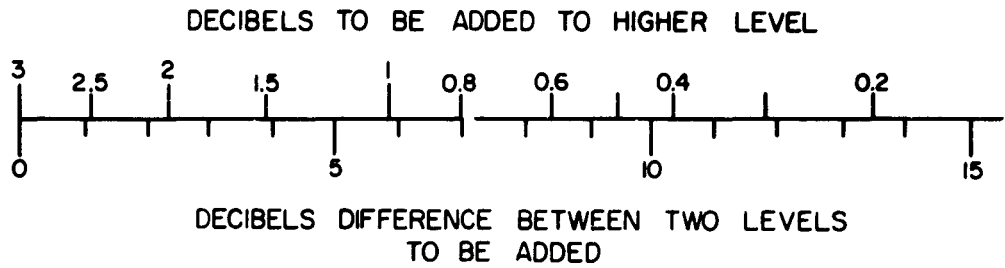 DECIBELS TO BE ADDED TO HIGHER LEVEL
3 2.5 2 1.5 1 0.8 0.6 0.4 0.2
0 5 10 15
DECIBELS DIFFERENCE BETWEEN TWO LEVELS
TO BE ADDED